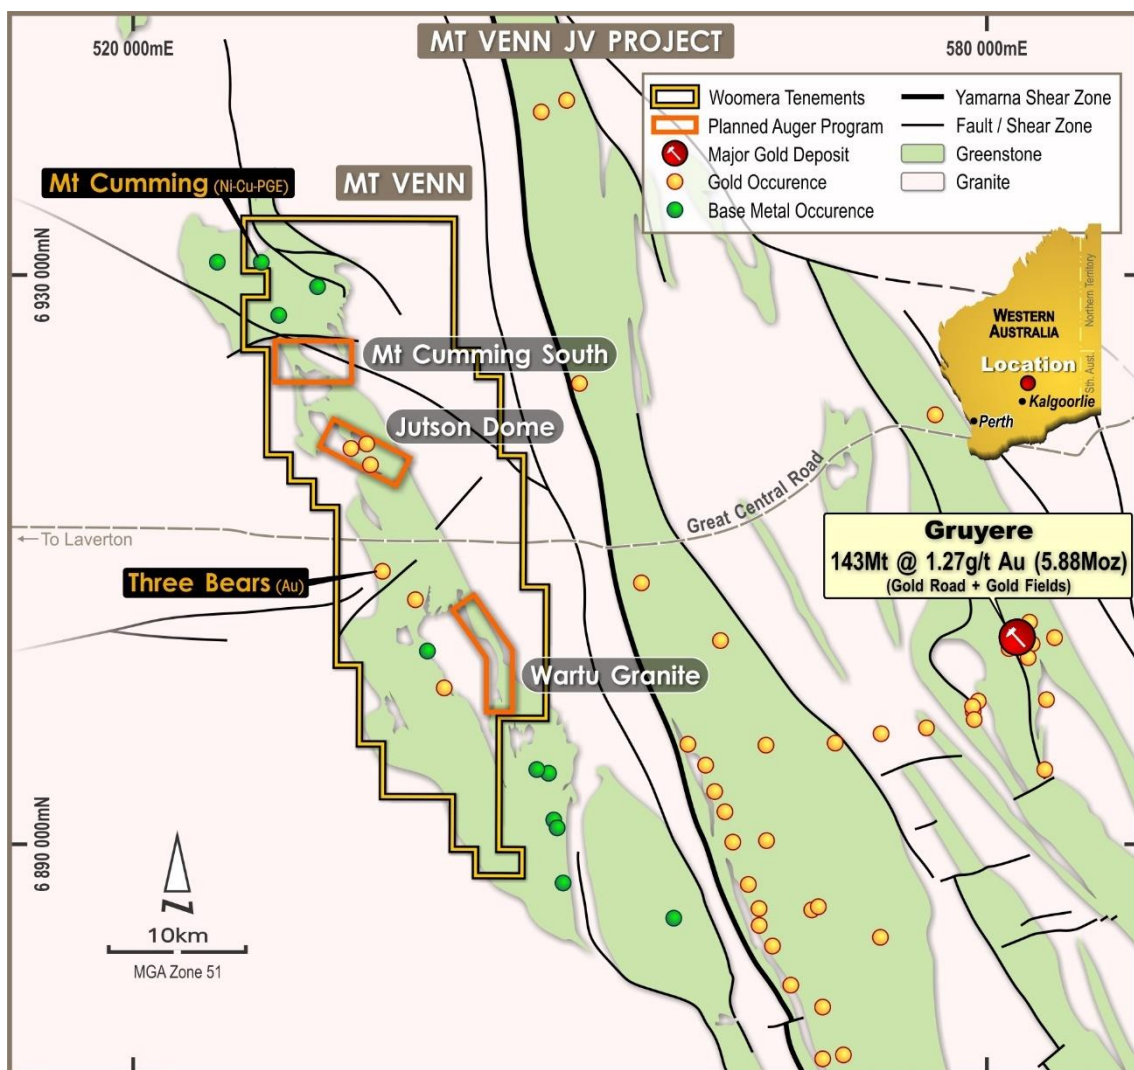 MT VENN JV PROJECT
520 000mE
580 000mE
Woomera Tenements
Planned Auger Program
Major Gold Deposit
Gold Occurence
Base Metal Occurence
Yamarna Shear Zone
Fault / Shear Zone
Greenstone
Granite
Mt Cumming (Ni-Cu-PGE)
MT VENN
6 930 000mN
WESTERN
AUSTRALIA
Northern Territory
Sth. Aust.
Location
Kalgoorlie
Perth
Mt Cumming South
Jutson Dome
Great Central Road
← To Laverton
Three Bears (Au)
Gruyere
143Mt @ 1.27g/t Au (5.88Moz)
(Gold Road + Gold Fields)
Wartu Granite
6 890 000mN
N
10km
MGA Zone 51